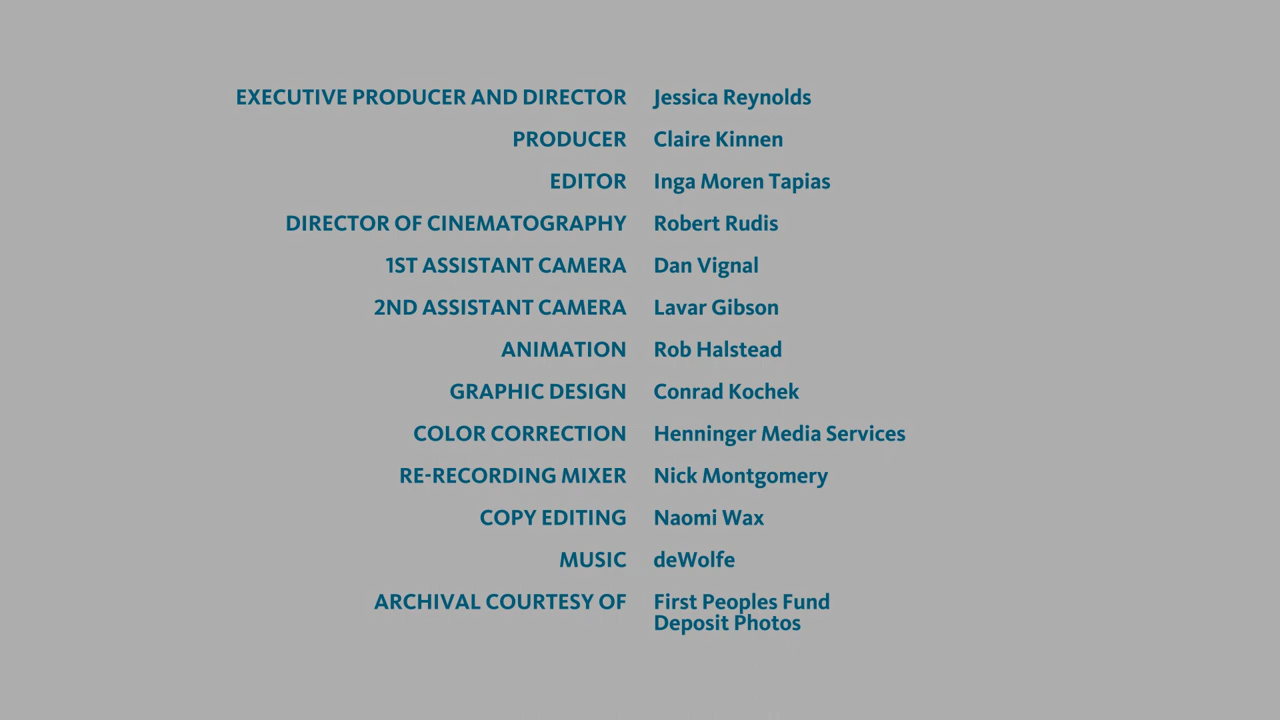 EXECUTIVE PRODUCER AND DIRECTOR Jessica Reynolds
PRODUCER Claire Kinnen
EDITOR Inga Moren Tapias
DIRECTOR OF CINEMATOGRAPHY Robert Rudis
1ST ASSISTANT CAMERA Dan Vignal
2ND ASSISTANT CAMERA Lavar Gibson
ANIMATION Rob Halstead
GRAPHIC DESIGN Conrad Kochek
COLOR CORRECTION Henninger Media Services
RE-RECORDING MIXER Nick Montgomery
COPY EDITING Naomi Wax
MUSIC deWolfe
ARCHIVAL COURTESY OF First Peoples Fund
Deposit Photos